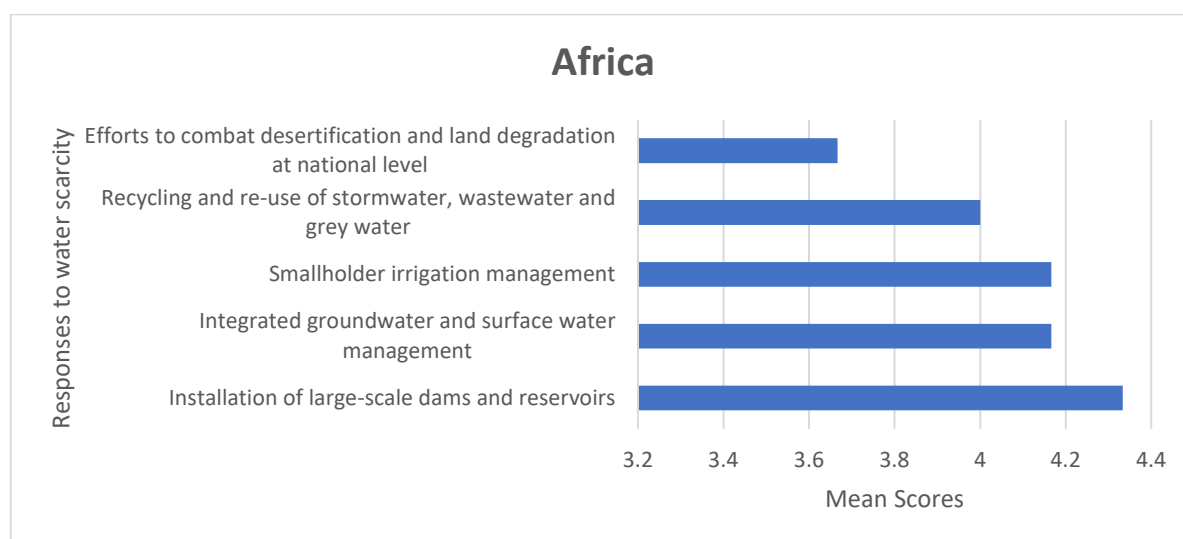 Africa
Responses to water scarcity
Efforts to combat desertification and land degradation
at national level
Recycling and re-use of stormwater, wastewater and
grey water
Smallholder irrigation management
Integrated groundwater and surface water
management
Installation of large-scale dams and reservoirs
3.2 3.4 3.6 3.8 4 4.2 4.4
Mean Scores